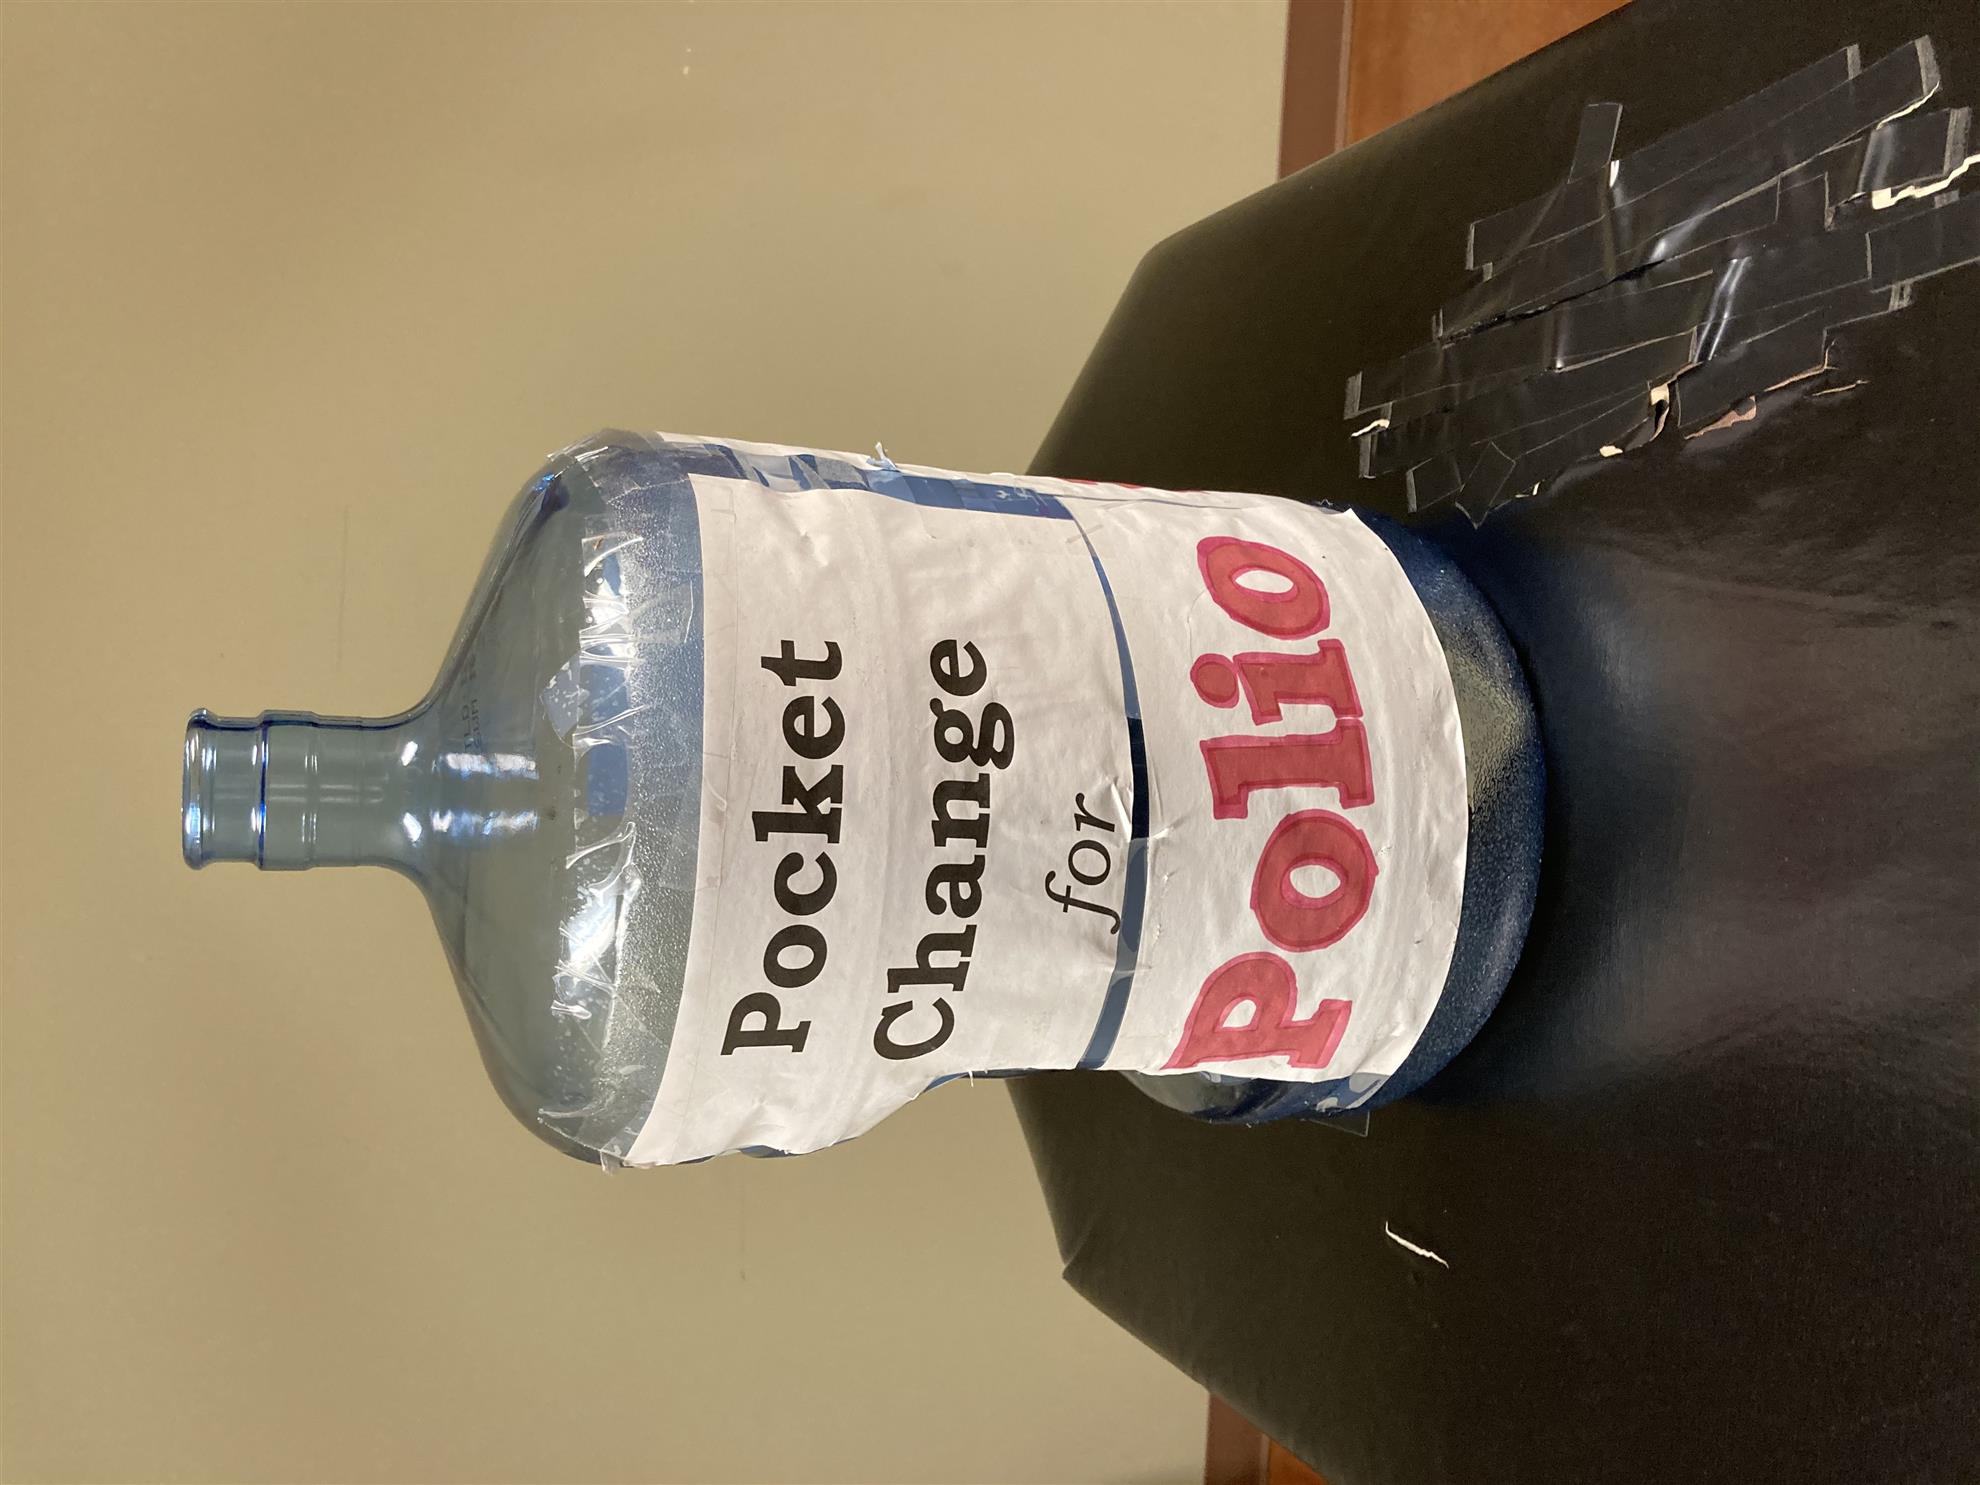 Pocket
Change
for
Polio